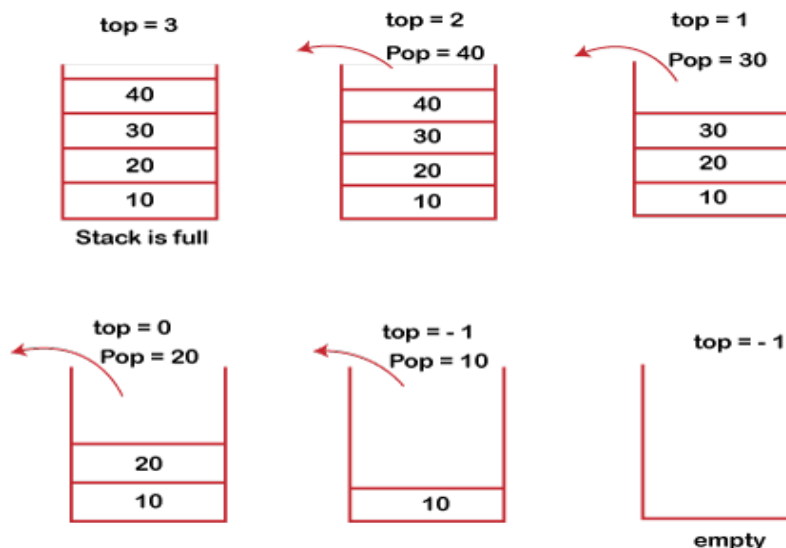 top = 3
40
30
20
10
Stack is full
top = 2
Pop = 40
40
30
20
10
top = 1
Pop = 30
30
20
10
top = 0
Pop = 20
20
10
top = - 1
Pop = 10
10
top = - 1
empty